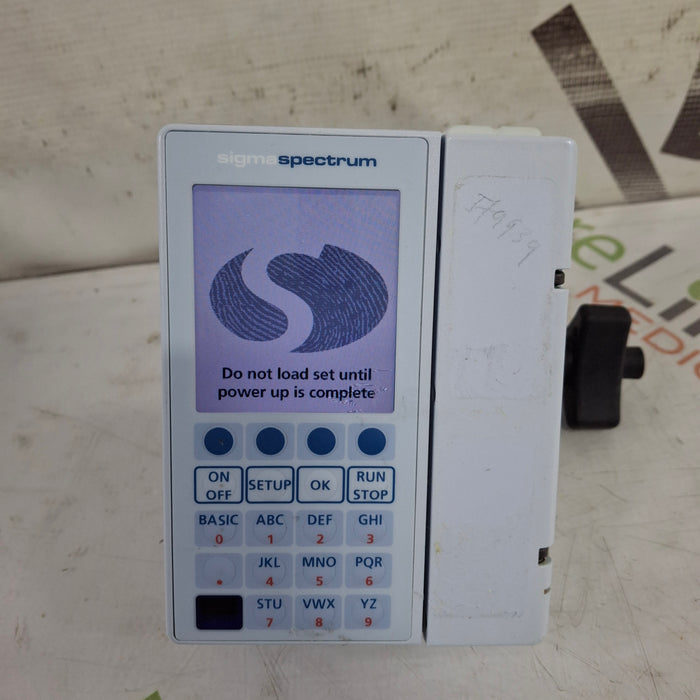 sigmaspectrum
Do not load set until
power up is complete
ON
OFF
SETUP
OK
RUN
STOP
BASIC
0
ABC
1
DEF
2
GHI
3
.
JKL
4
MNO
5
PQR
6
STU
7
VWX
8
YZ
9